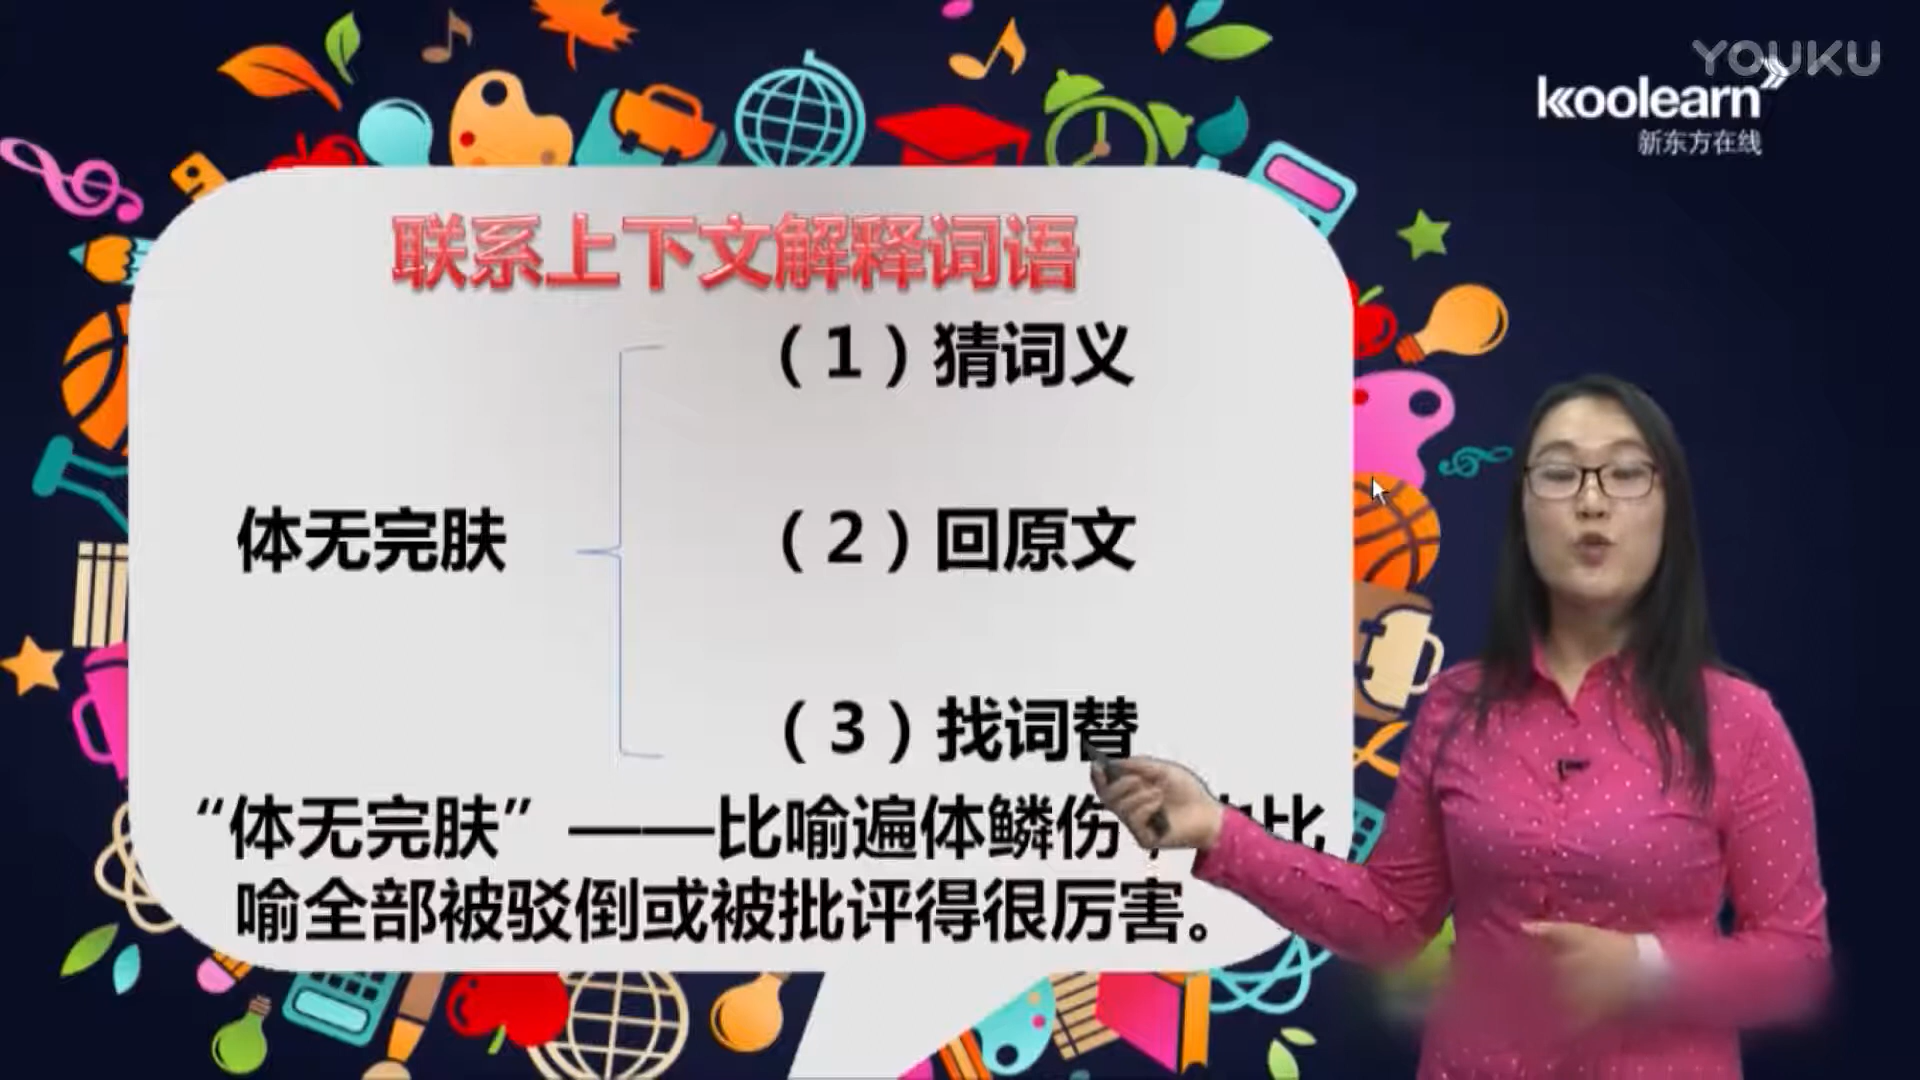 YOUKU
koolearn
新东方在线
联系上下文解释词语
（1）猜词义
体无完肤
（2）回原文
（3）找词替
“体无完肤”——比喻遍体鳞伤，也比
喻全部被驳倒或被批评得很厉害。